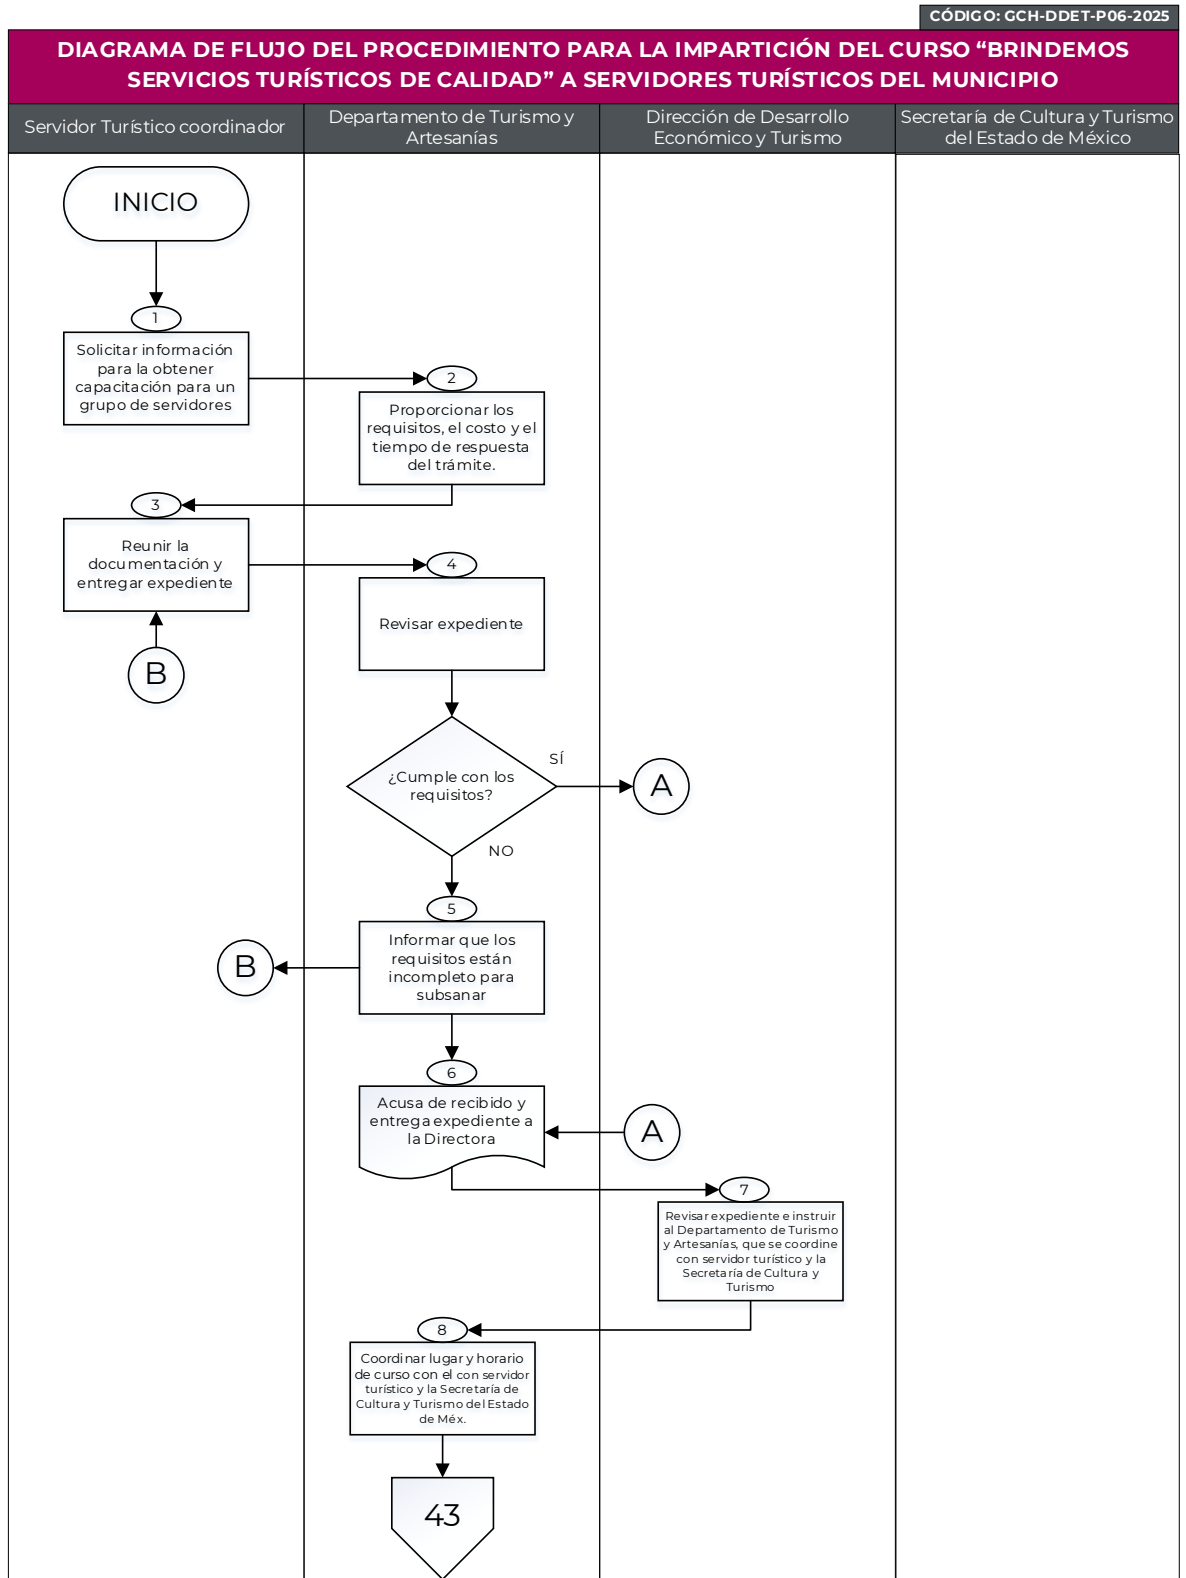 CÓDIGO: GCH-DDET-P06-2025
DIAGRAMA DE FLUJO DEL PROCEDIMIENTO PARA LA IMPARTICIÓN DEL CURSO “BRINDEMOS
SERVICIOS TURÍSTICOS DE CALIDAD” A SERVIDORES TURÍSTICOS DEL MUNICIPIO
Servidor Turístico coordinador
Departamento de Turismo y
Artesanías
Dirección de Desarrollo
Económico y Turismo
Secretaría de Cultura y Turismo
del Estado de México
INICIO
1
Solicitar información
para la obtener
capacitación para un
grupo de servidores
2
Proporcionar los
requisitos, el costo y el
tiempo de respuesta
del trámite.
3
Reunir la
documentación y
entregar expediente
4
Revisar expediente
B
¿Cumple con los
requisitos?
SÍ
A
NO
5
Informar que los
requisitos están
incompleto para
subsanar
B
6
Acusa de recibido y
entrega expediente a
la Directora
A
7
Revisar expediente e instruir
al Departamento de Turismo
y Artesanías, que se coordine
con servidor turístico y la
Secretaría de Cultura y
Turismo
8
Coordinar lugar y horario
de curso con el con servidor
turístico y la Secretaría de
Cultura y Turismo del Estado
de Méx.
43